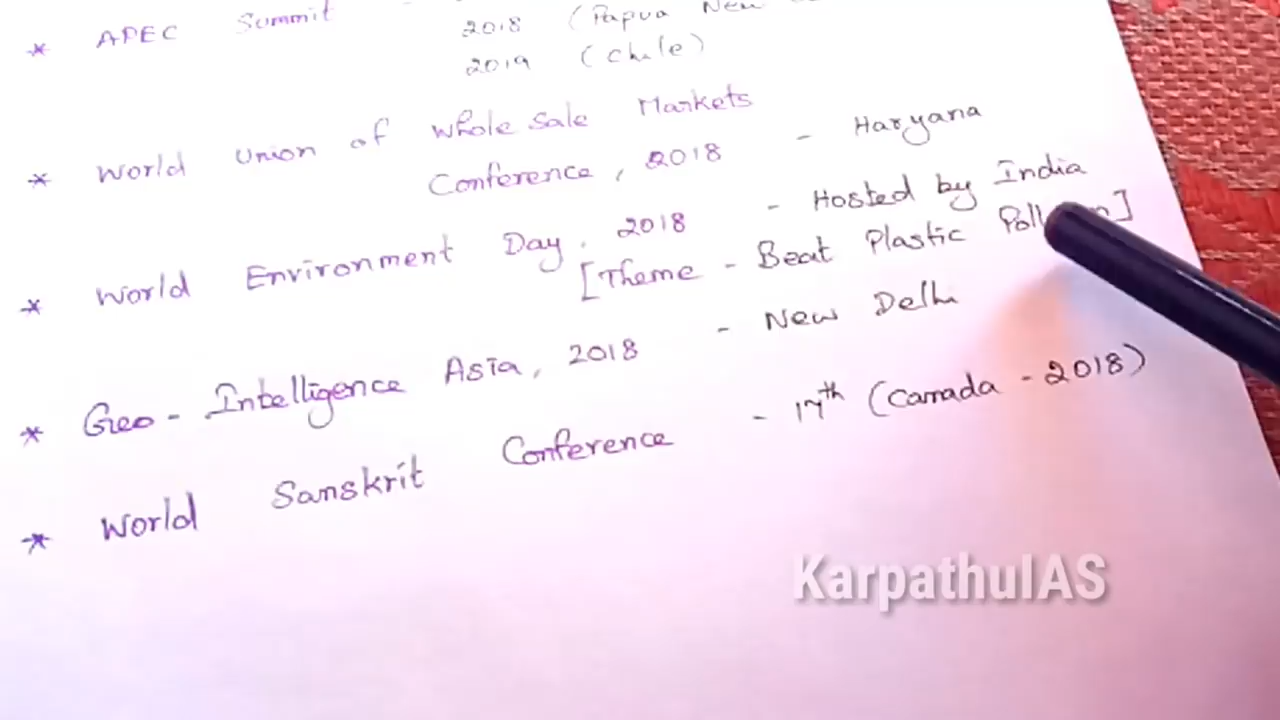 * APEC Summit -
2018 (Papua New
2019 (Chile)
* World Union of Whole Sale Markets
Conference, 2018 - Haryana
* World Environment Day, 2018 - Hosted by India
[Theme - Beat Plastic
* Geo - Intelligence Asia, 2018 - New Delhi
* World Sanskrit Conference - 17th (Canada - 2018)
KarpathuIAS